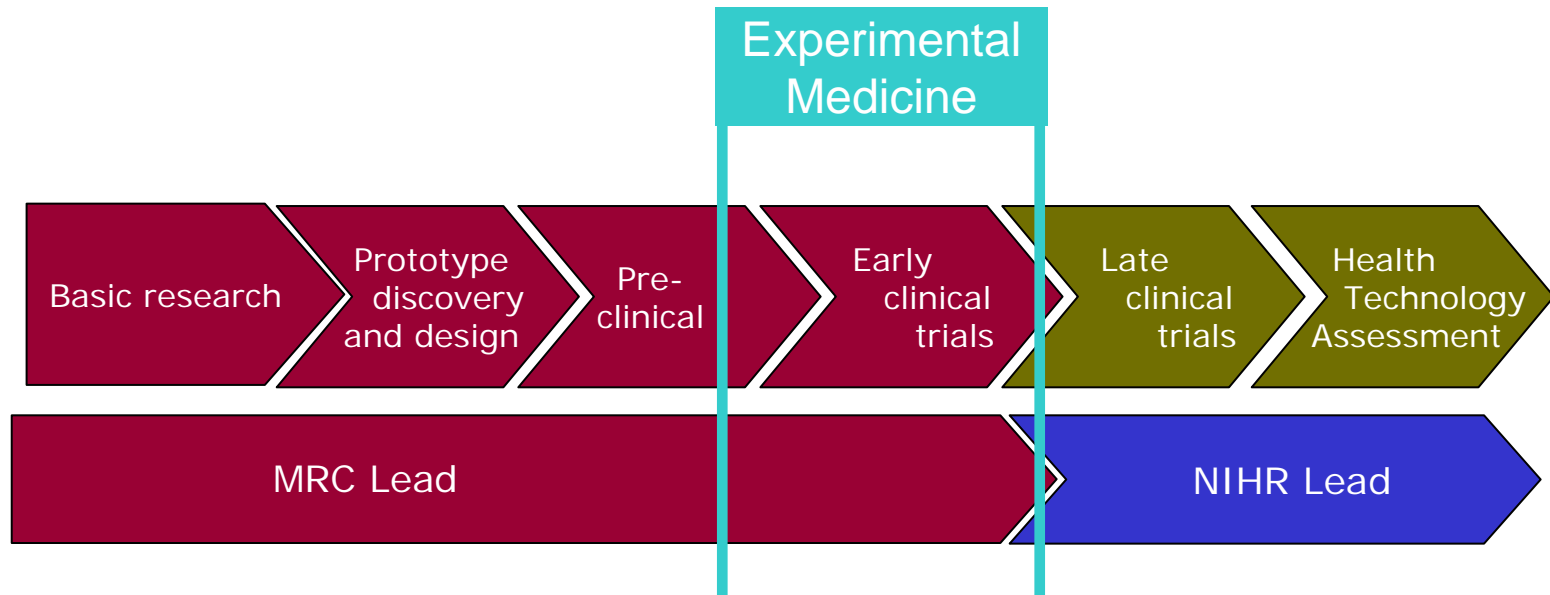 Experimental
Medicine
Basic research
Prototype
discovery
and design
Pre-
clinical
Early
clinical
trials
Late
clinical
trials
Health
Technology
Assessment
MRC Lead
NIHR Lead